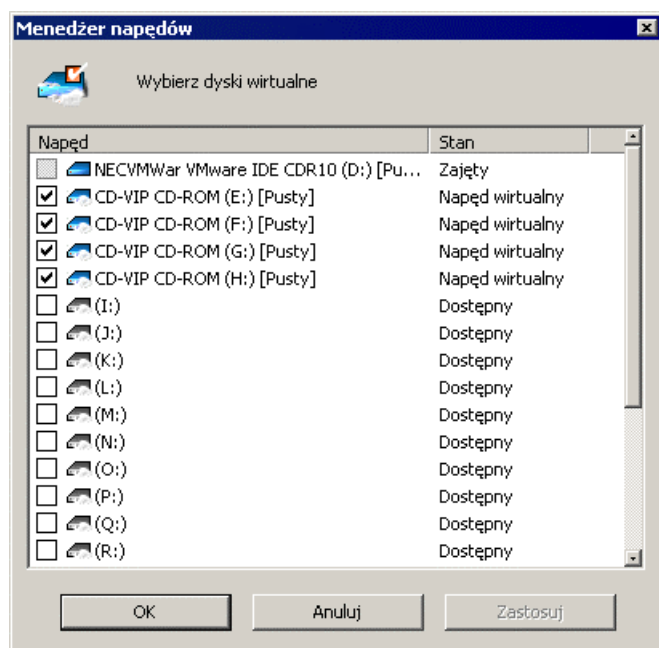 Menedżer napędów
Wybierz dyski wirtualne
Napęd Stan
NECVMWar VMware IDE CDR10 (D:) [Pu... Zajęty
CD-VIP CD-ROM (E:) [Pusty] Napęd wirtualny
CD-VIP CD-ROM (F:) [Pusty] Napęd wirtualny
CD-VIP CD-ROM (G:) [Pusty] Napęd wirtualny
CD-VIP CD-ROM (H:) [Pusty] Napęd wirtualny
(I:) Dostępny
(J:) Dostępny
(K:) Dostępny
(L:) Dostępny
(M:) Dostępny
(N:) Dostępny
(O:) Dostępny
(P:) Dostępny
(Q:) Dostępny
(R:) Dostępny
OK Anuluj Zastosuj